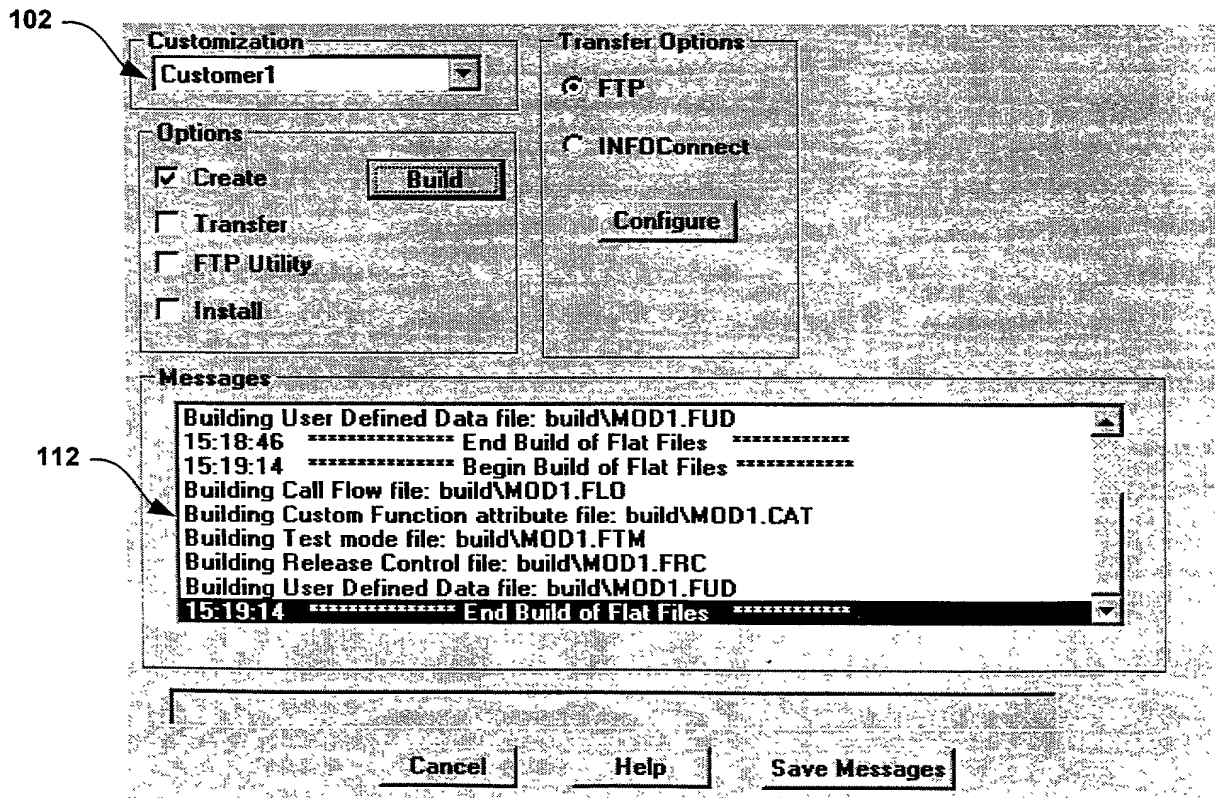 102
Customization
Customer1
Transfer Options
FTP
INFOConnect
Configure
Options
Create
Build
Transfer
FTP Utility
Install
Messages
112
Building User Defined Data file: build\MOD1.FUD
15:18:46 *************** End Build of Flat Files ************
15:19:14 *************** Begin Build of Flat Files ************
Building Call Flow file: build\MOD1.FLO
Building Custom Function attribute file: build\MOD1.CAT
Building Test mode file: build\MOD1.FTM
Building Release Control file: build\MOD1.FRC
Building User Defined Data file: build\MOD1.FUD
15:19:14 *************** End Build of Flat Files ************
Cancel
Help
Save Messages